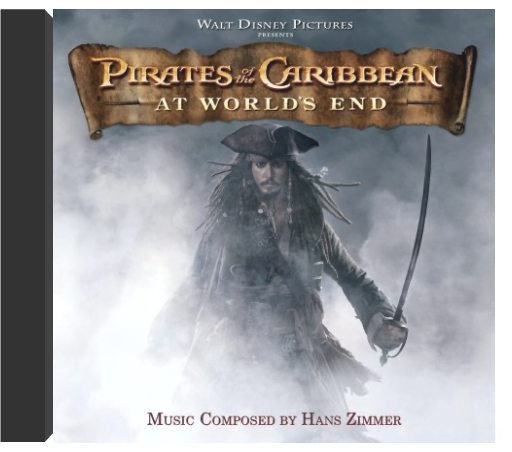 WALT DISNEY PICTURES
PRESENTS
PIRATES of the CARIBBEAN
AT WORLD'S END
MUSIC COMPOSED BY HANS ZIMMER